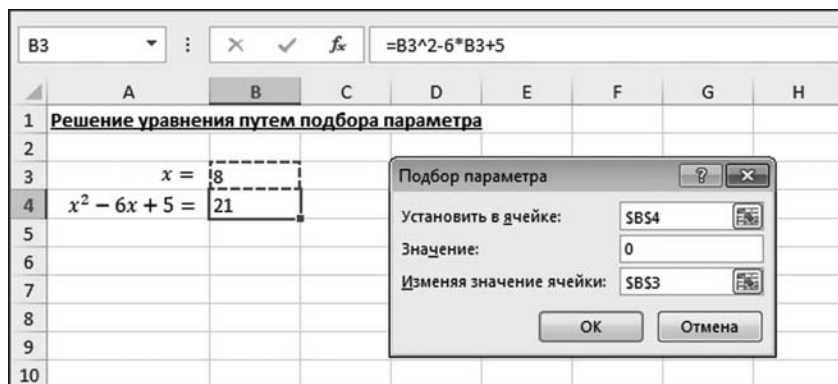 B3 fx =B3^2-6*B3+5
A B C D E F G H
1 Решение уравнения путем подбора параметра
2
3 x = 8
4 x² − 6x + 5 = 21
5
6
7
8
9
10
Подбор параметра ?
Установить в ячейке: $B$4
Значение: 0
Изменяя значение ячейки: $B$3
ОК Отмена